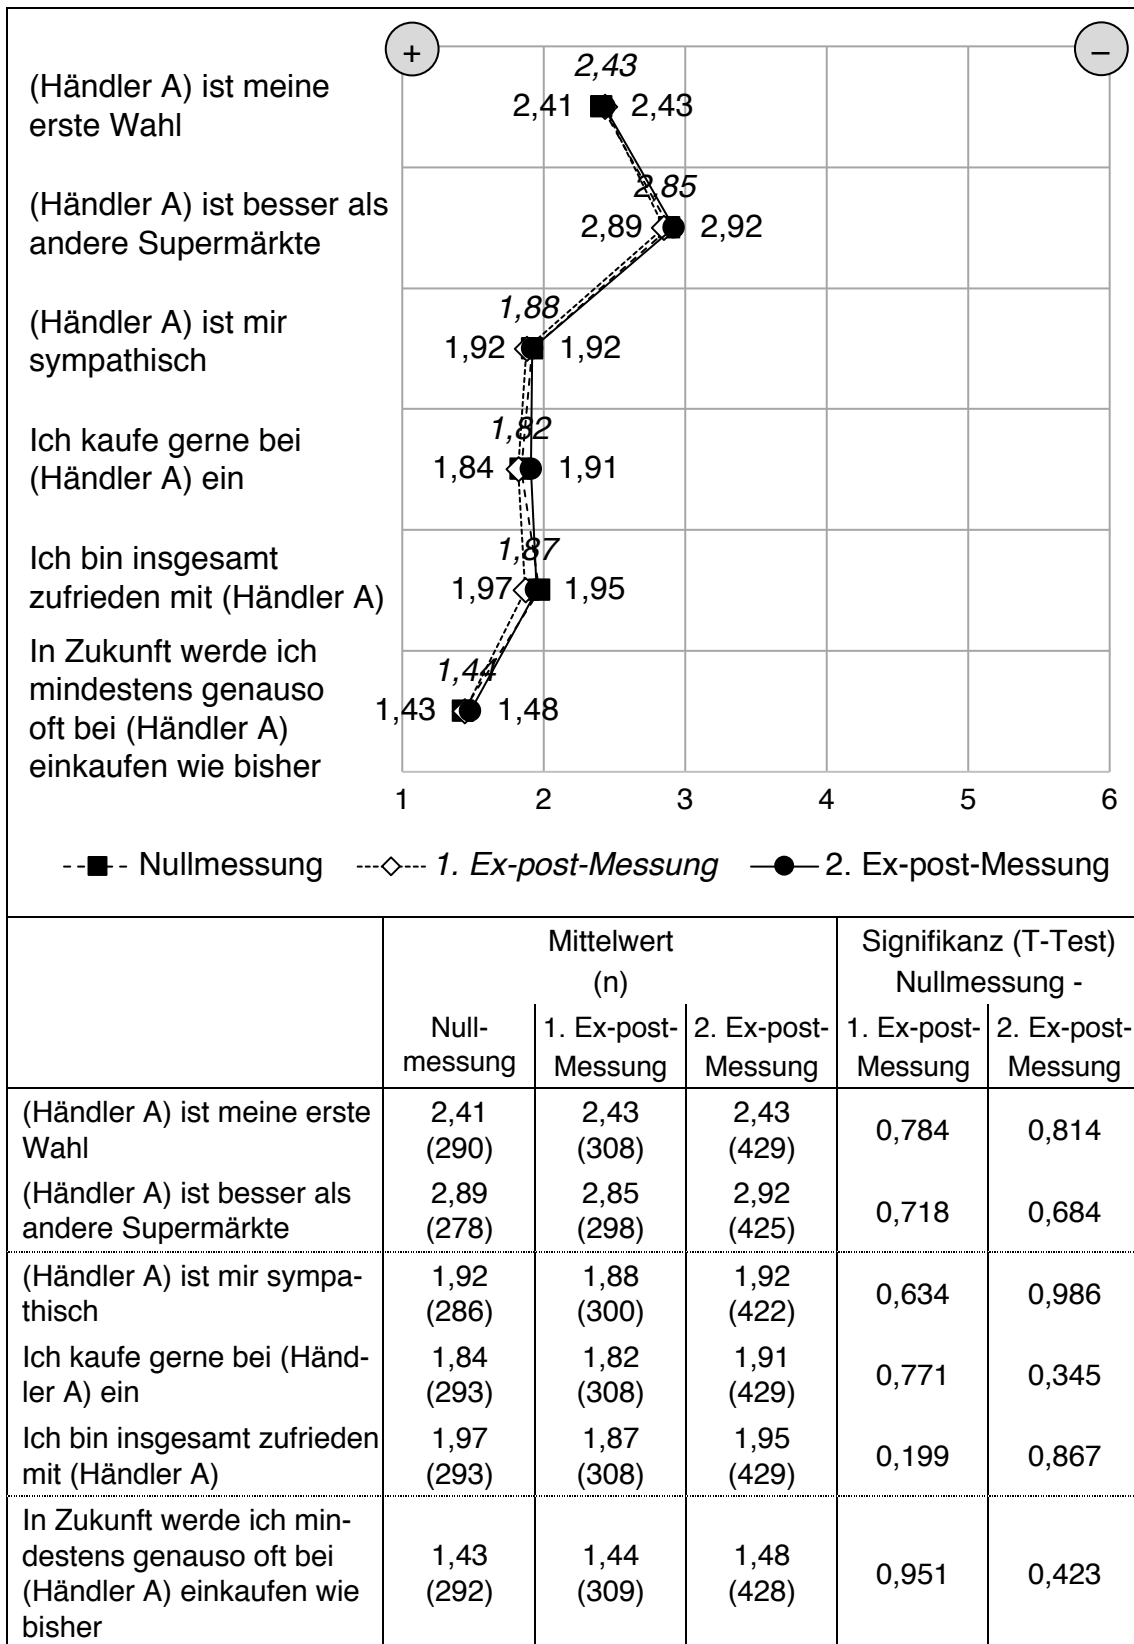 +
–
(Händler A) ist meine
erste Wahl
2,43
2,41
2,43
(Händler A) ist besser als
andere Supermärkte
2,85
2,89
2,92
(Händler A) ist mir
sympathisch
1,88
1,92
1,92
Ich kaufe gerne bei
(Händler A) ein
1,82
1,84
1,91
Ich bin insgesamt
zufrieden mit (Händler A)
1,87
1,97
1,95
In Zukunft werde ich
mindestens genauso
oft bei (Händler A)
einkaufen wie bisher
1,44
1,43
1,48
1 2 3 4 5 6
Nullmessung 1. Ex-post-Messung 2. Ex-post-Messung
Mittelwert
(n)
Signifikanz (T-Test)
Nullmessung -
Null-
messung
1. Ex-post-
Messung
2. Ex-post-
Messung
1. Ex-post-
Messung
2. Ex-post-
Messung
(Händler A) ist meine erste
Wahl
2,41
(290)
2,43
(308)
2,43
(429)
0,784
0,814
(Händler A) ist besser als
andere Supermärkte
2,89
(278)
2,85
(298)
2,92
(425)
0,718
0,684
(Händler A) ist mir sympa-
thisch
1,92
(286)
1,88
(300)
1,92
(422)
0,634
0,986
Ich kaufe gerne bei (Händ-
ler A) ein
1,84
(293)
1,82
(308)
1,91
(429)
0,771
0,345
Ich bin insgesamt zufrieden
mit (Händler A)
1,97
(293)
1,87
(308)
1,95
(429)
0,199
0,867
In Zukunft werde ich min-
destens genauso oft bei
(Händler A) einkaufen wie
bisher
1,43
(292)
1,44
(309)
1,48
(428)
0,951
0,423